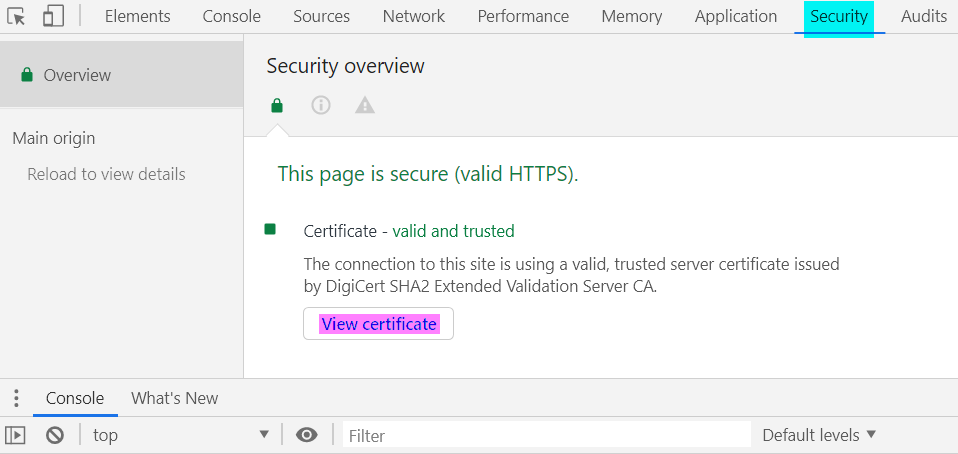 Elements Console Sources Network Performance Memory Application Security Audits
Overview
Security overview
Main origin
Reload to view details
This page is secure (valid HTTPS).
Certificate - valid and trusted
The connection to this site is using a valid, trusted server certificate issued
by DigiCert SHA2 Extended Validation Server CA.
View certificate
Console What's New
top Filter Default levels